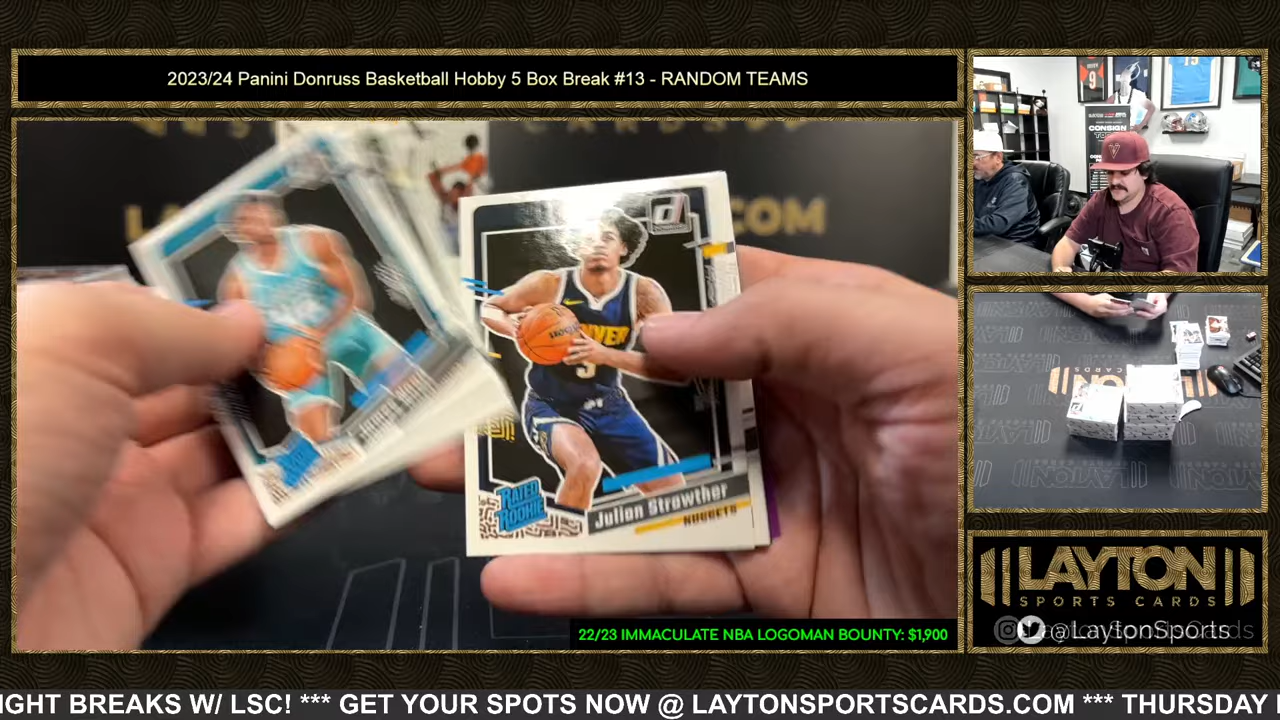 2023/24 Panini Donruss Basketball Hobby 5 Box Break #13 - RANDOM TEAMS
CONSIGN
RATED
ROOKIE
Julian Strawther
NUGGETS
22/23 IMMACULATE NBA LOGOMAN BOUNTY: $1,900
LAYTON
SPORTS CARDS
@LaytonSports
IGHT BREAKS W/ LSC! *** GET YOUR SPOTS NOW @ LAYTONSPORTSCARDS.COM *** THURSDAY